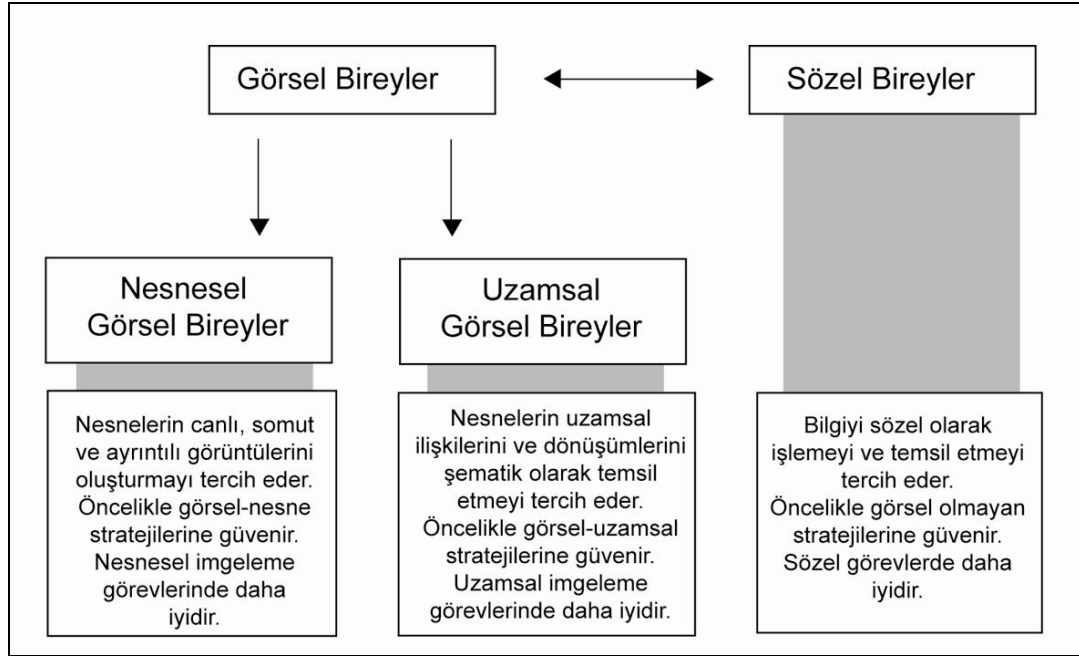 Görsel Bireyler
Sözel Bireyler
Nesnesel
Görsel Bireyler
Uzamsal
Görsel Bireyler
Nesnelerin canlı, somut
ve ayrıntılı görüntülerini
oluşturmayı tercih eder.
Öncelikle görsel-nesne
stratejilerine güvenir.
Nesnesel imgeleme
görevlerinde daha
iyidir.
Nesnelerin uzamsal
ilişkilerini ve dönüşümlerini
şematik olarak temsil
etmeyi tercih eder.
Öncelikle görsel-uzamsal
stratejilerine güvenir.
Uzamsal imgeleme
görevlerinde daha iyidir.
Bilgiyi sözel olarak
işlemeyi ve temsil etmeyi
tercih eder.
Öncelikle görsel olmayan
stratejilerine güvenir.
Sözel görevlerde daha
iyidir.